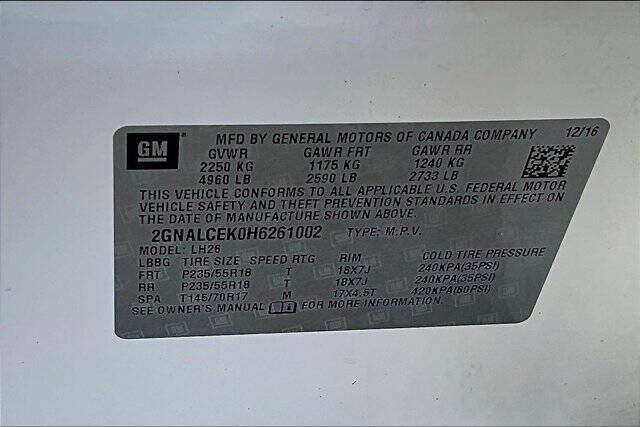 GM
MFD BY GENERAL MOTORS OF CANADA COMPANY 12/16
GVWR GAWR FRT GAWR RR
2250 KG 1175 KG 1240 KG
4960 LB 2590 LB 2733 LB
THIS VEHICLE CONFORMS TO ALL APPLICABLE U.S. FEDERAL MOTOR
VEHICLE SAFETY AND THEFT PREVENTION STANDARDS IN EFFECT ON
THE DATE OF MANUFACTURE SHOWN ABOVE.
2GNALCEK0H6261002 TYPE: M.P.V.
MODEL: LH26
LBBG TIRE SIZE SPEED RTG RIM COLD TIRE PRESSURE
FRT P235/55R18 T 18X7J 240KPA(35PSI)
RR P235/55R18 T 18X7J 240KPA(35PSI)
SPA T145/70R17 M 17X4.5T 420KPA(60PSI)
SEE OWNER'S MANUAL FOR MORE INFORMATION.